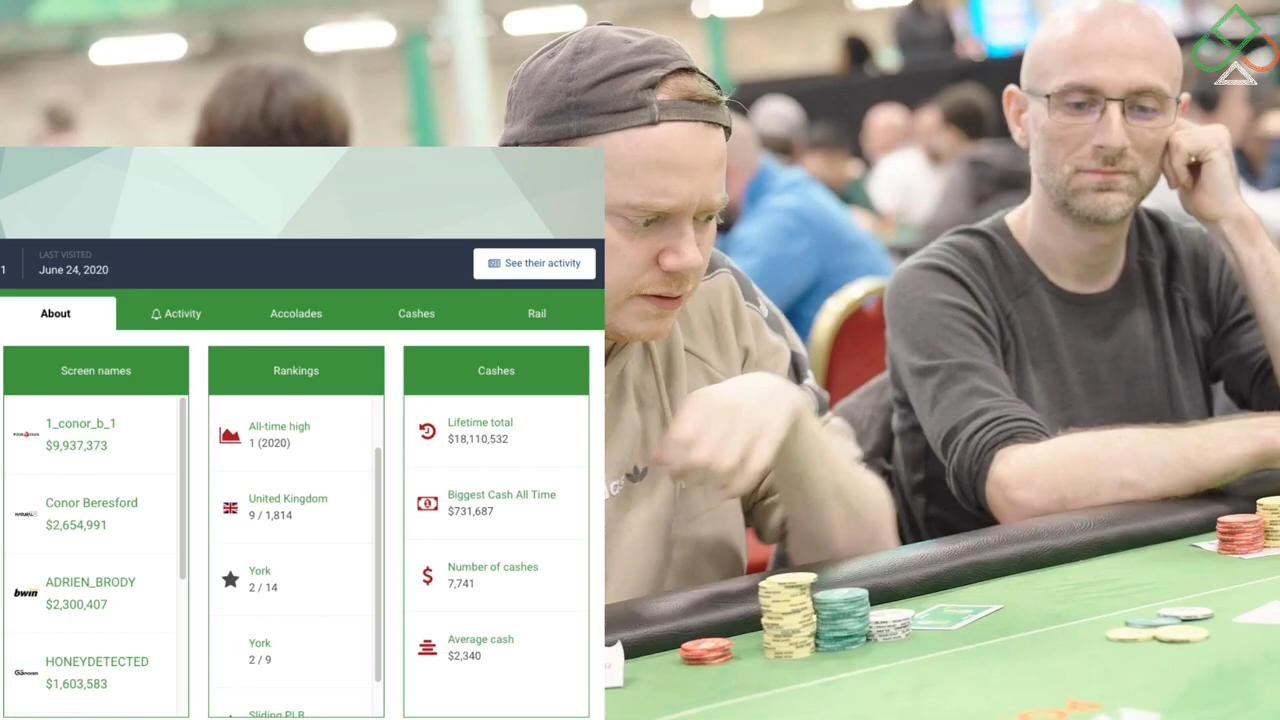 1
LAST VISITED
June 24, 2020
See their activity
About
Activity
Accolades
Cashes
Rail
Screen names
1_conor_b_1
$9,937,373
Conor Beresford
$2,654,991
bwin
ADRIEN_BRODY
$2,300,407
HONEYDETECTED
$1,603,583
Rankings
All-time high
1 (2020)
United Kingdom
9 / 1,814
York
2 / 14
York
2 / 9
Sliding PLB
Cashes
Lifetime total
$18,110,532
Biggest Cash All Time
$731,687
Number of cashes
7,741
Average cash
$2,340